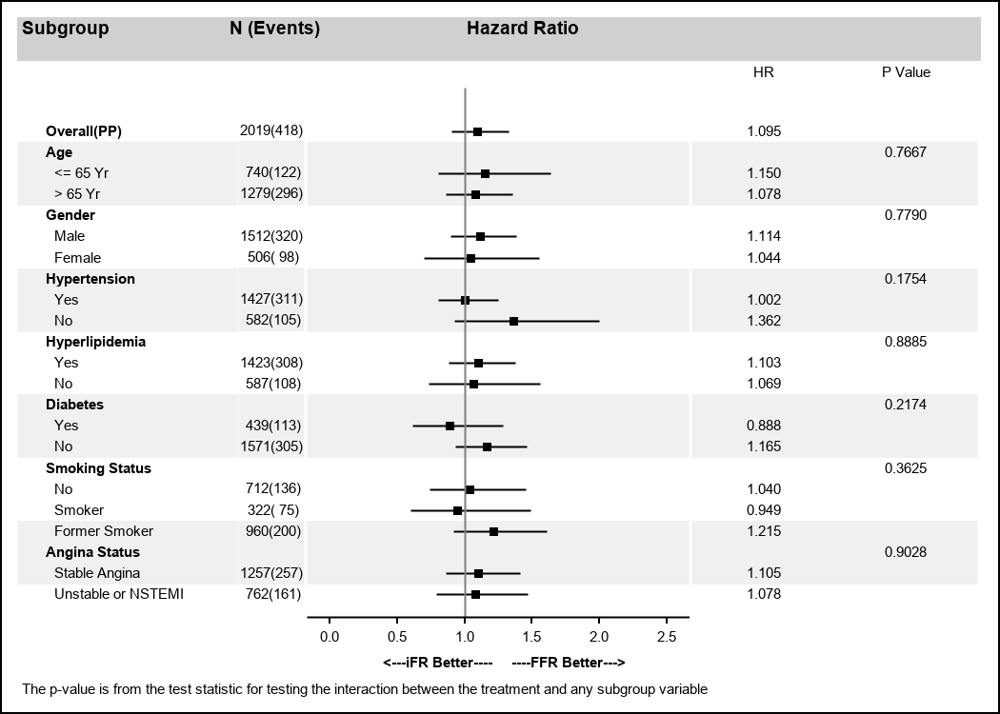 Subgroup N (Events) Hazard Ratio
HR P Value
Overall(PP) 2019(418) 1.095
Age 0.7667
<= 65 Yr 740(122) 1.150
> 65 Yr 1279(296) 1.078
Gender 0.7790
Male 1512(320) 1.114
Female 506( 98) 1.044
Hypertension 0.1754
Yes 1427(311) 1.002
No 582(105) 1.362
Hyperlipidemia 0.8885
Yes 1423(308) 1.103
No 587(108) 1.069
Diabetes 0.2174
Yes 439(113) 0.888
No 1571(305) 1.165
Smoking Status 0.3625
No 712(136) 1.040
Smoker 322( 75) 0.949
Former Smoker 960(200) 1.215
Angina Status 0.9028
Stable Angina 1257(257) 1.105
Unstable or NSTEMI 762(161) 1.078
0.0 0.5 1.0 1.5 2.0 2.5
<---iFR Better---- ----FFR Better--->
The p-value is from the test statistic for testing the interaction between the treatment and any subgroup variable